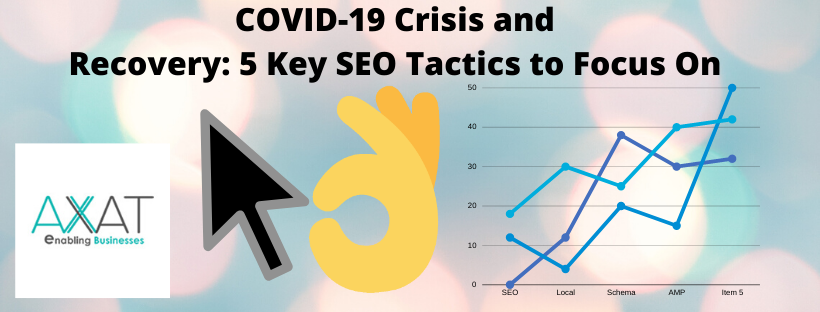 COVID-19 Crisis and
Recovery: 5 Key SEO Tactics to Focus On
AXAT
enabling Businesses
50
40
30
20
10
0
SEO Local Schema AMP Item 5